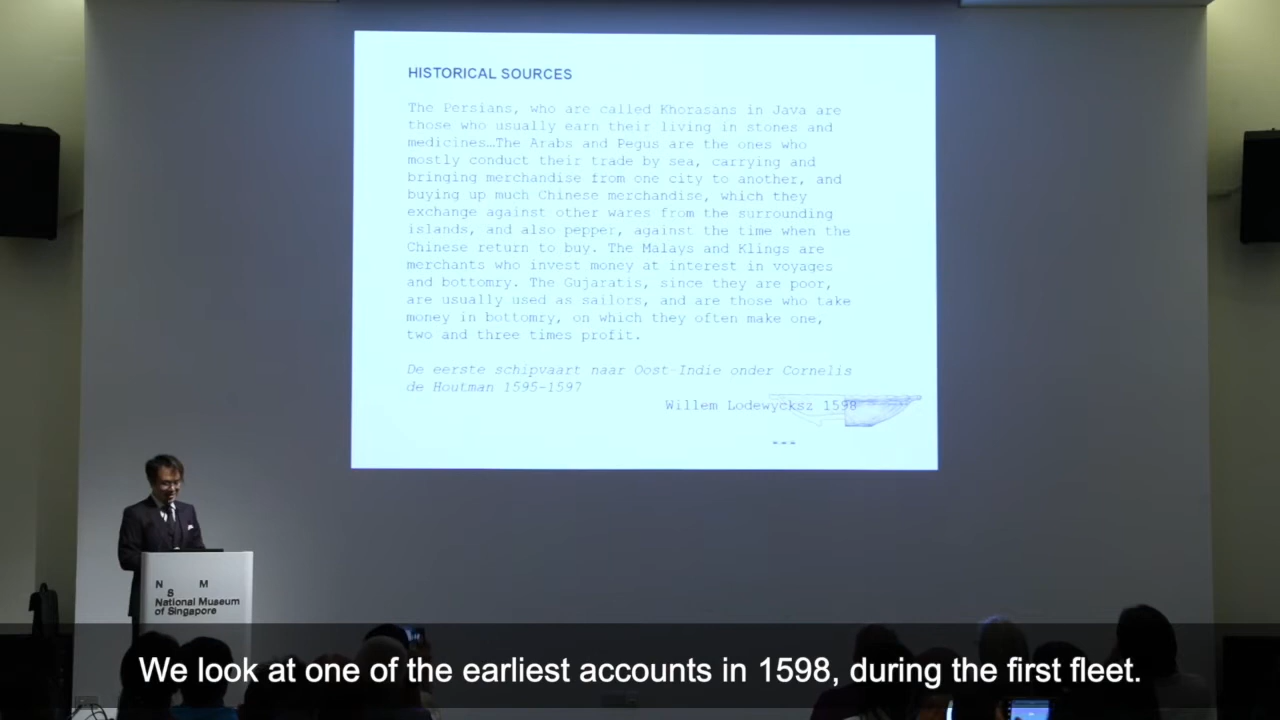 HISTORICAL SOURCES
The Persians, who are called Khorasans in Java are
those who usually earn their living in stones and
medicines…The Arabs and Pegus are the ones who
mostly conduct their trade by sea, carrying and
bringing merchandise from one city to another, and
buying up much Chinese merchandise, which they
exchange against other wares from the surrounding
islands, and also pepper, against the time when the
Chinese return to buy. The Malays and Klings are
merchants who invest money at interest in voyages
and bottomry. The Gujaratis, since they are poor,
are usually used as sailors, and are those who take
money in bottomry, on which they often make one,
two and three times profit.
De eerste schipvaart naar Oost-Indie onder Cornelis
de Houtman 1595-1597
Willem Lodewycksz 1598
N M
S
National Museum
of Singapore
We look at one of the earliest accounts in 1598, during the first fleet.